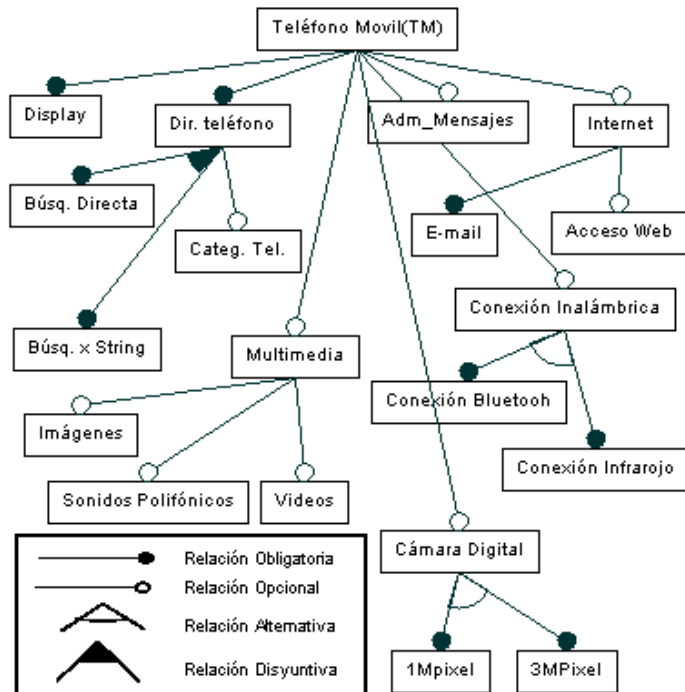 Teléfono Movil(TM)
Display
Dir. teléfono
Adm_Mensajes
Internet
Búsq. Directa
Categ. Tel.
E-mail
Acceso Web
Búsq. x String
Multimedia
Conexión Inalámbrica
Imágenes
Conexión Bluetooh
Sonidos Polifónicos
Videos
Conexión Infrarojo
Cámara Digital
1Mpixel
3MPixel
Relación Obligatoria
Relación Opcional
Relación Alternativa
Relación Disyuntiva